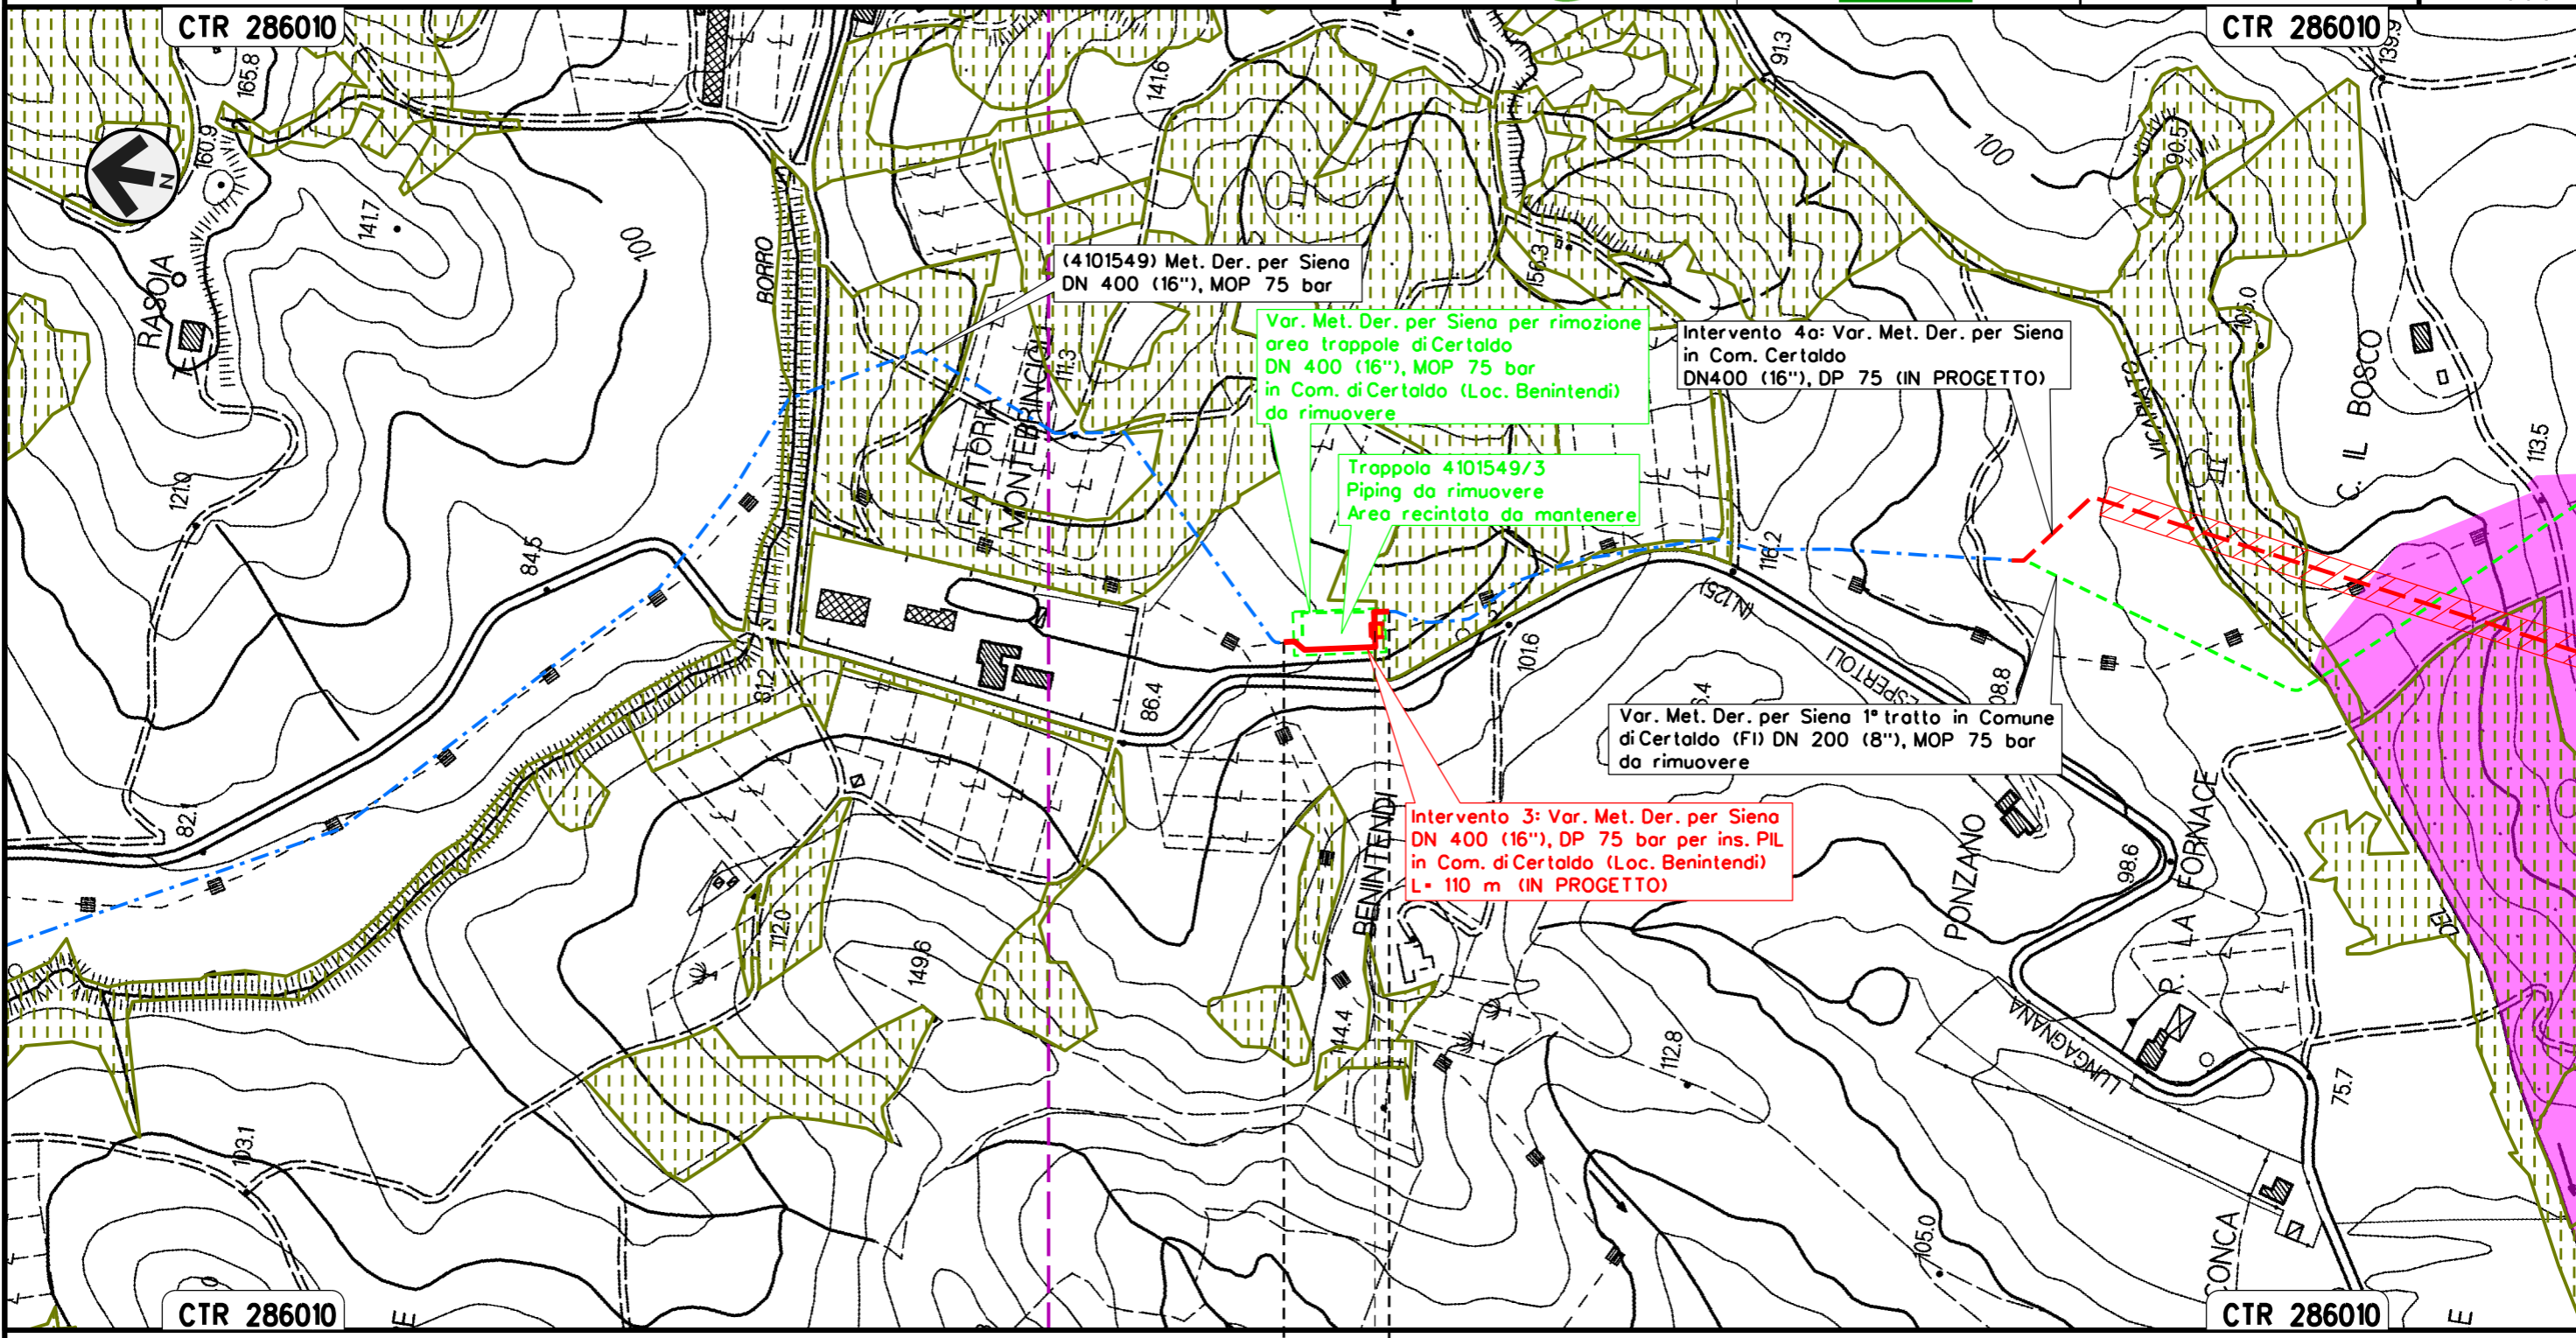 CTR 286010
CTR 286010
165.8
160.9
141.7
100
RASOIA
N
BORRO
141.6
91.3
139.9
100
90.5
156.3
105.0
(4101549) Met. Der. per Siena
DN 400 (16"), MOP 75 bar
Var. Met. Der. per Siena per rimozione
area trappole di Certaldo
DN 400 (16"), MOP 75 bar
in Com. di Certaldo (Loc. Benintendi)
da rimuovere
Intervento 4a: Var. Met. Der. per Siena
in Com. Certaldo
DN400 (16"), DP 75 (IN PROGETTO)
Trappola 4101549/3
Piping da rimuovere
Area recintata da mantenere
FATTORIA
MONTEBRINCIOLI
111.3
VICARIATO
C. IL BOSCO
113.5
121.0
84.5
116.2
(N.125)
81.2
86.4
101.6
ESPERTOLI
Var. Met. Der. per Siena 1° tratto in Comune
di Certaldo (FI) DN 200 (8"), MOP 75 bar
da rimuovere
82.1
BENINTENDI
Intervento 3: Var. Met. Der. per Siena
DN 400 (16"), DP 75 bar per ins. PIL
in Com. di Certaldo (Loc. Benintendi)
L= 110 m (IN PROGETTO)
PONZANO
98.6
P. LA FORNACE
DEL
112.0
149.6
144.4
112.8
LUNGAGNANA
75.7
103.1
105.0
CONCA
E
E
CTR 286010
CTR 286010